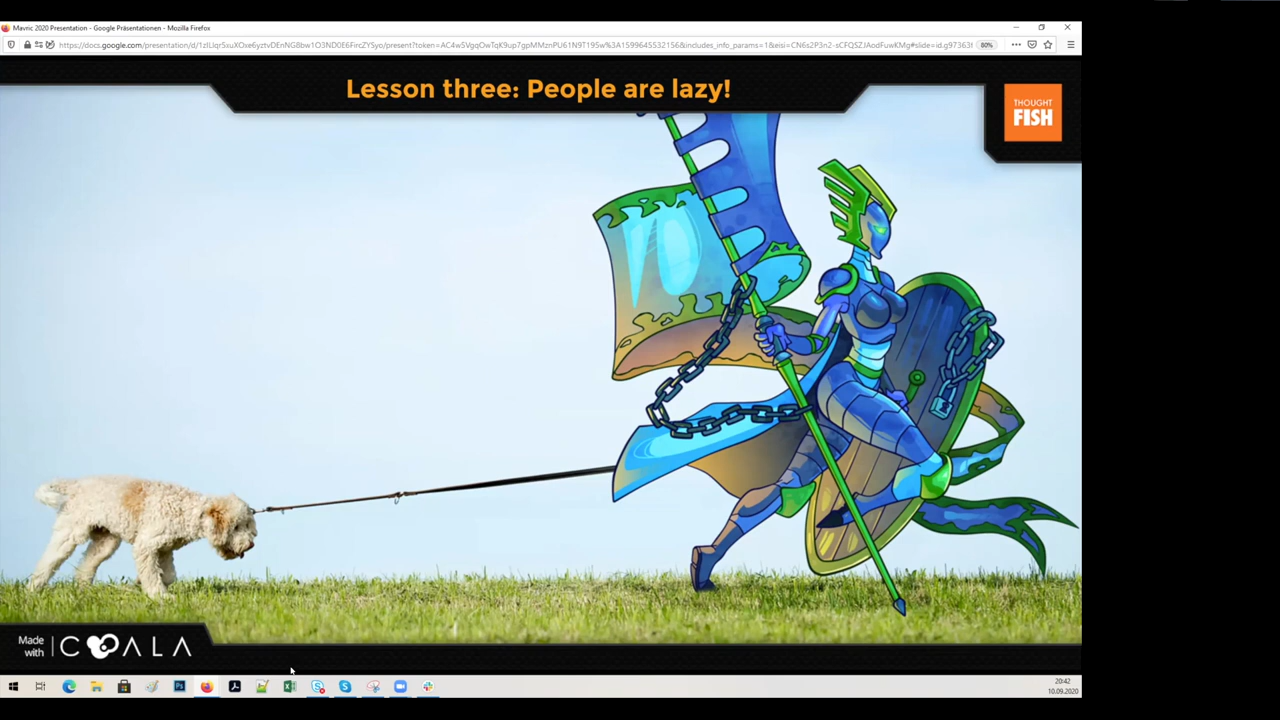 Mavric 2020 Presentation - Google Präsentationen - Mozilla Firefox
80%
Lesson three: People are lazy!
THOUGHT
FISH
Made
with
COALA
20:42
10.09.2020